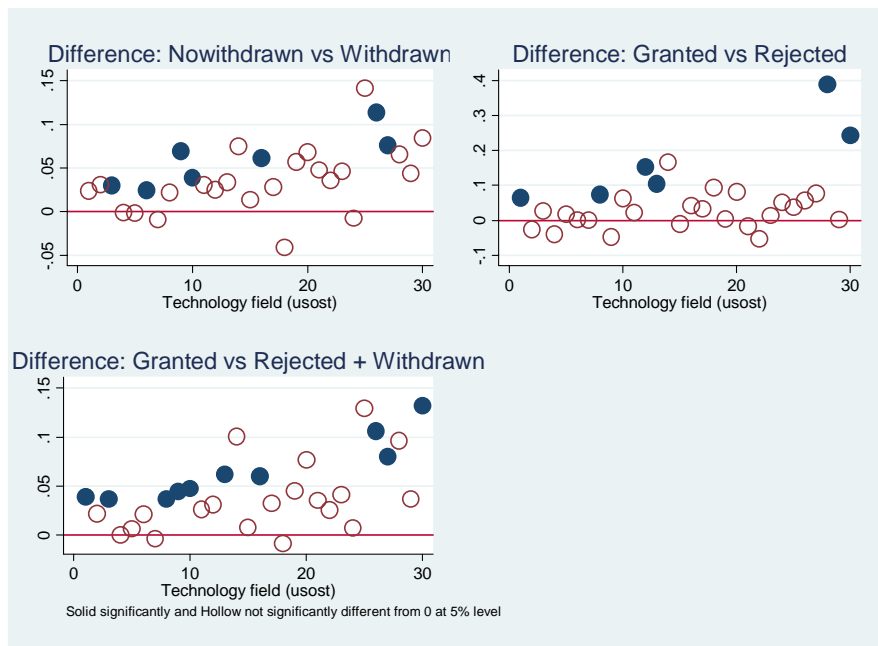 Difference: Nowithdrawn vs Withdrawn
.15
.1
.05
0
-.05
0 10 20 30
Technology field (usost)
Difference: Granted vs Rejected
.4
.3
.2
.1
0
-.1
0 10 20 30
Technology field (usost)
Difference: Granted vs Rejected + Withdrawn
.15
.1
.05
0
0 10 20 30
Technology field (usost)
Solid significantly and Hollow not significantly different from 0 at 5% level